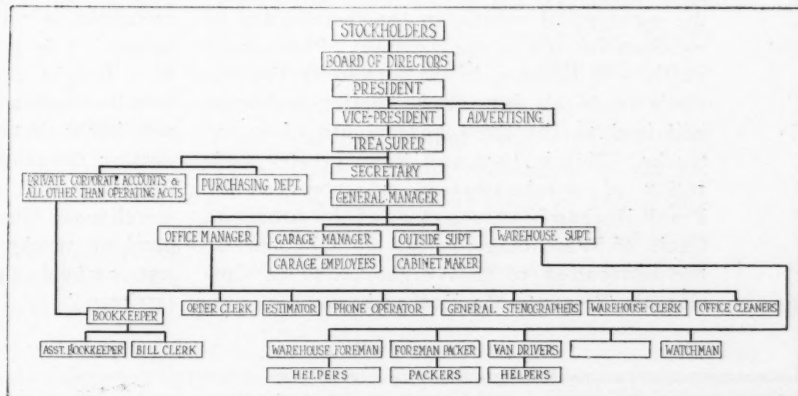 STOCKHOLDERS
BOARD OF DIRECTORS
PRESIDENT
VICE-PRESIDENT
ADVERTISING.
TREASURER
SECRETARY
PRIVATE CORPORATE ACCOUNTS &
ALL OTHER THAN OPERATING ACCTS
PURCHASING DEPT.
GENERAL-MANAGER
OFFICE MANAGER
GARAGE MANAGER
OUTSIDE SUPT.
WAREHOUSE SUPT.
GARAGE EMPLOYEES
CABINET MAKER
ORDER CLERK
ESTIMATOR
PHONE OPERATOR
GENERAL STENOGRAPHERS
WAREHOUSE CLERK
OFFICE CLEANERS
BOOKKEEPER
ASST. BOOKKEEPER
BILL CLERK
WAREHOUSE FOREMAN
FOREMAN PACKER
VAN DRIVERS
WATCHMAN
HELPERS
PACKERS
HELPERS